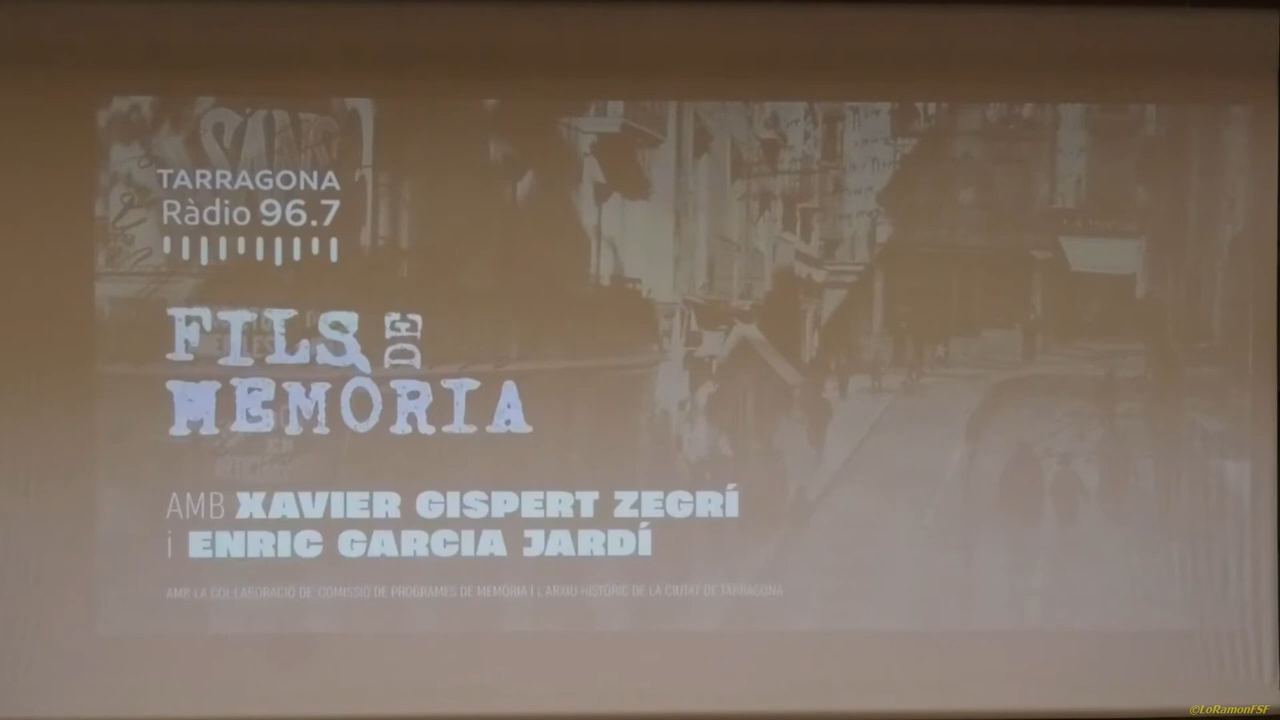 TARRAGONA
Ràdio 96.7
FILS DE
MEMÒRIA
AMB XAVIER GISPERT ZEGRÍ
i ENRIC GARCIA JARDÍ
AMB LA COL·LABORACIÓ DE: COMISSIÓ DE PROGRAMES DE MEMÒRIA I L'ARXIU HISTÒRIC DE LA CIUTAT DE TARRAGONA
©LoRamonFSF